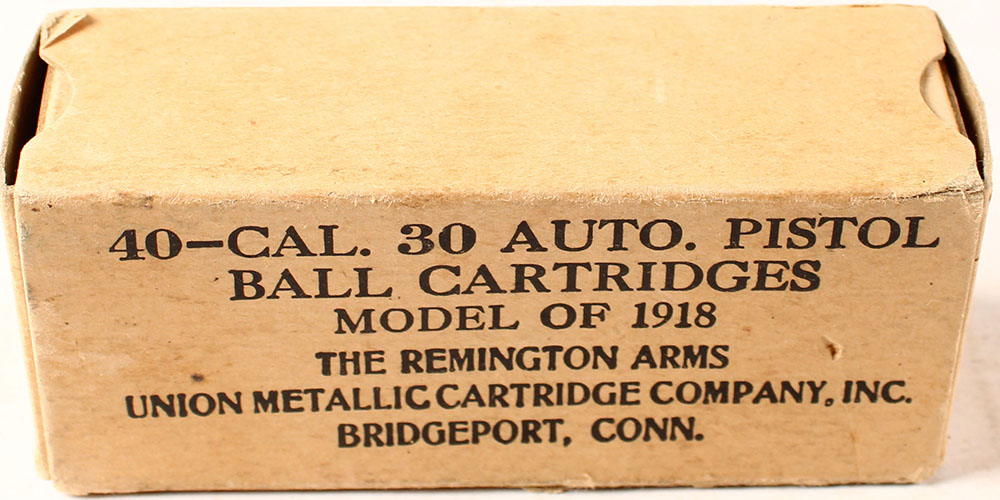 40-CAL. 30 AUTO. PISTOL
BALL CARTRIDGES
MODEL OF 1918
THE REMINGTON ARMS
UNION METALLIC CARTRIDGE COMPANY, INC.
BRIDGEPORT, CONN.